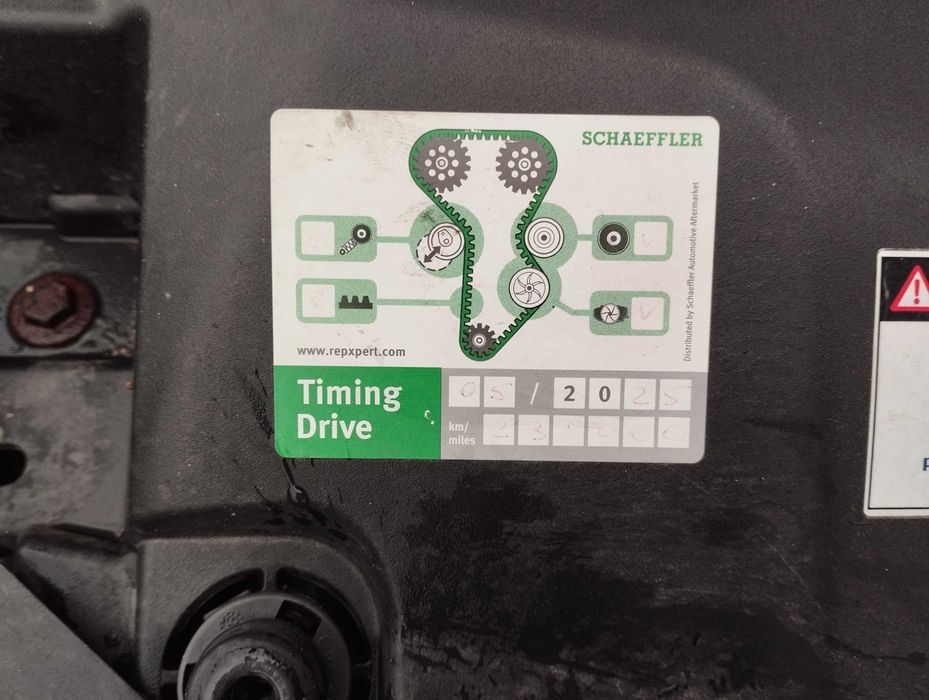 SCHAEFFLER
Distributed by Schaeffler Automotive Aftermarket
www.repxpert.com
Timing
Drive
05 / 2025
km/
miles